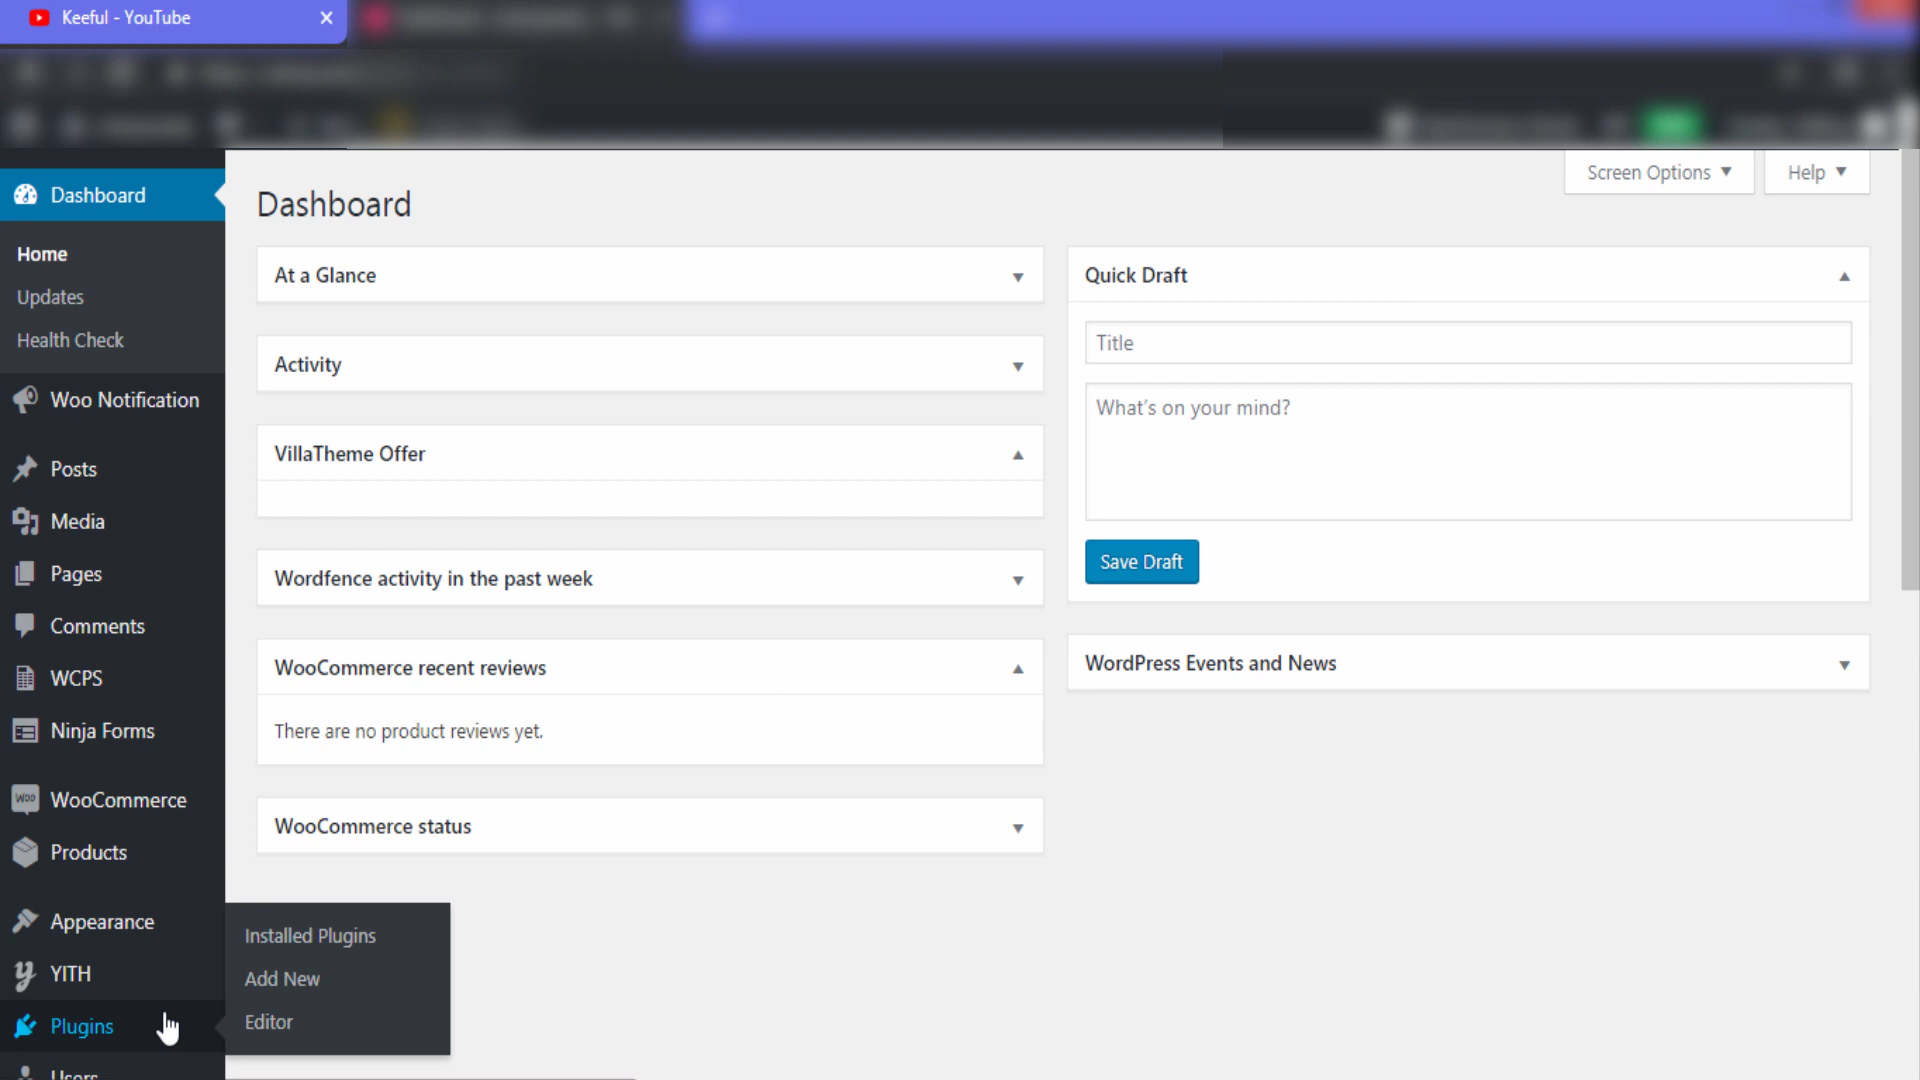 Keeful - YouTube
Screen Options
Help
Dashboard
Home
Updates
Health Check
Woo Notification
Posts
Media
Pages
Comments
WCPS
Ninja Forms
WOO
WooCommerce
Products
Appearance
YITH
Plugins
Users
Installed Plugins
Add New
Editor
Dashboard
At a Glance
Activity
VillaTheme Offer
Wordfence activity in the past week
WooCommerce recent reviews
There are no product reviews yet.
WooCommerce status
Quick Draft
Title
What's on your mind?
Save Draft
WordPress Events and News